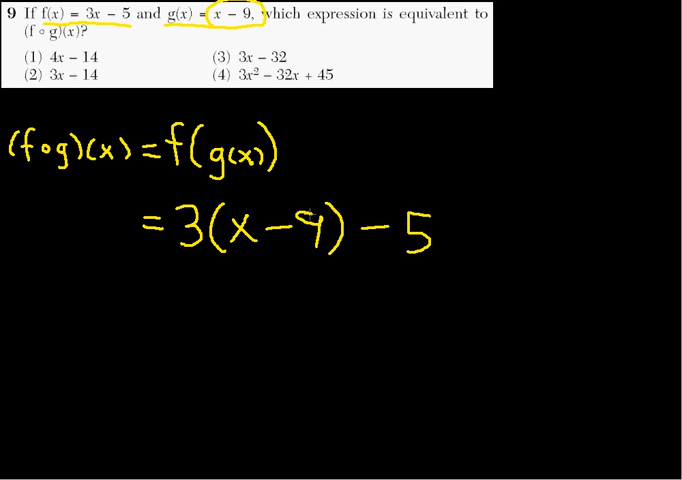 9 If f(x) = 3x − 5 and g(x) = x − 9, which expression is equivalent to
(f ∘ g)(x)?
(1) 4x − 14 (3) 3x − 32
(2) 3x − 14 (4) 3x² − 32x + 45
(f∘g)(x) = f(g(x))
= 3(x − 9) − 5